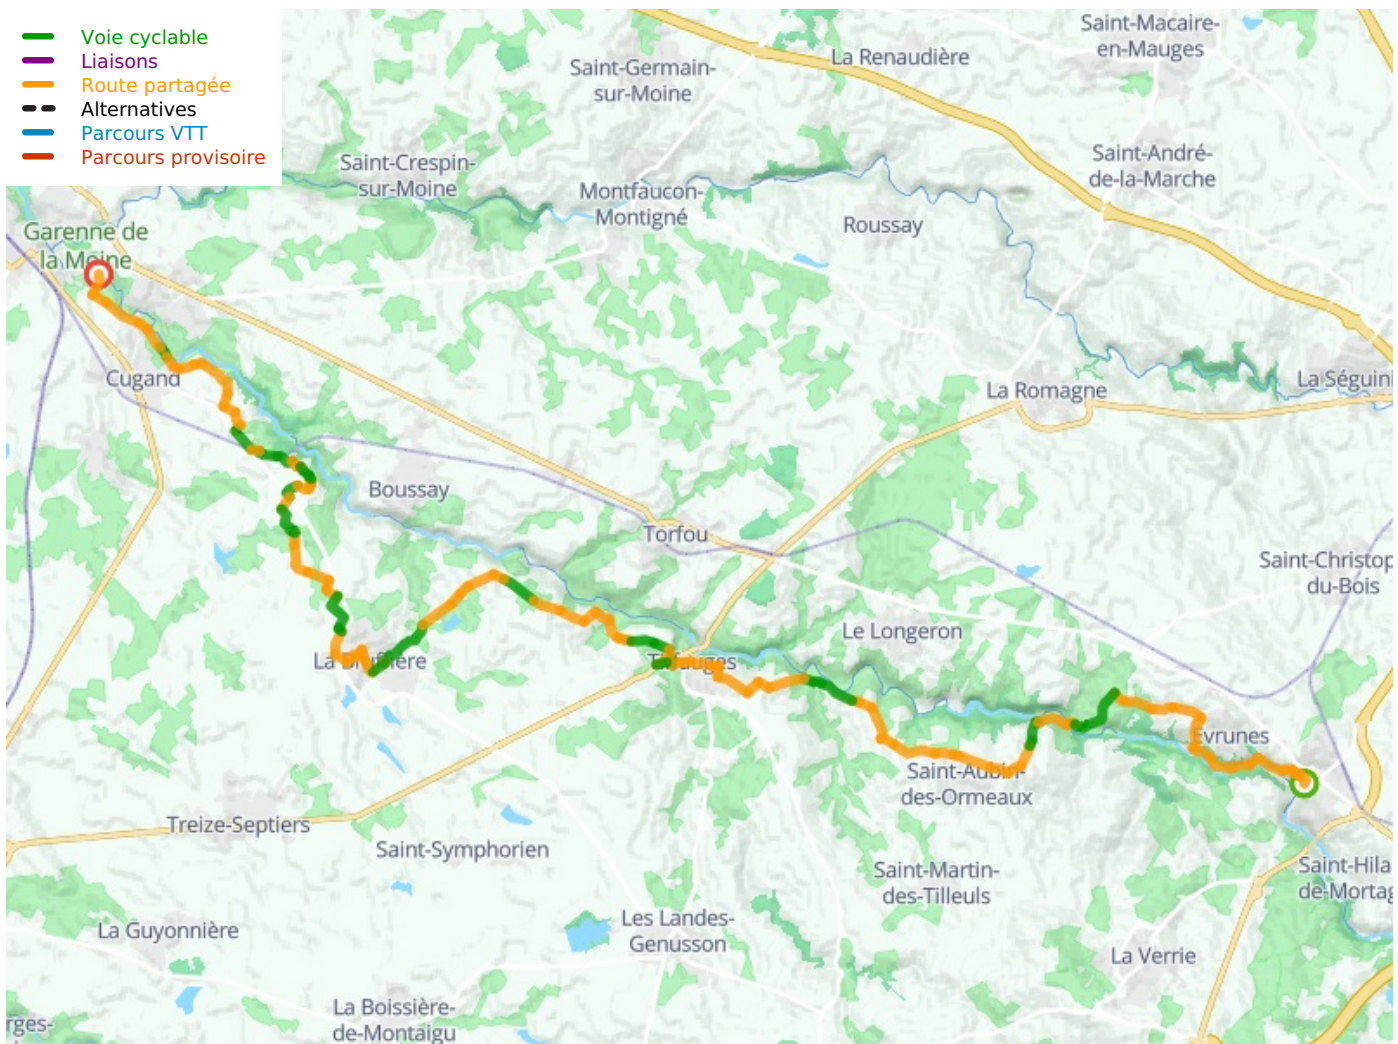 Voie cyclable
Liaisons
Route partagée
Alternatives
Parcours VTT
Parcours provisoire
Saint-Macaire-
en-Mauges
La Renaudière
Saint-Germain-
sur-Moine
Saint-Crespin-
sur-Moine
Saint-André-
de-la-Marche
Montfaucon-
Montigné
Roussay
Garenne de
la Moine
Cugand
La Romagne
La Séguini
Boussay
Torfou
Saint-Christop
du-Bois
Le Longeron
La Bruffière
Tiffauges
Evrunes
Saint-Aubin-
des-Ormeaux
Treize-Septiers
Saint-Symphorien
Saint-Martin-
des-Tilleuls
Saint-Hila
de-Mortag
La Guyonnière
Les Landes-
Genusson
La Verrie
La Boissière-
de-Montaigu
rges-